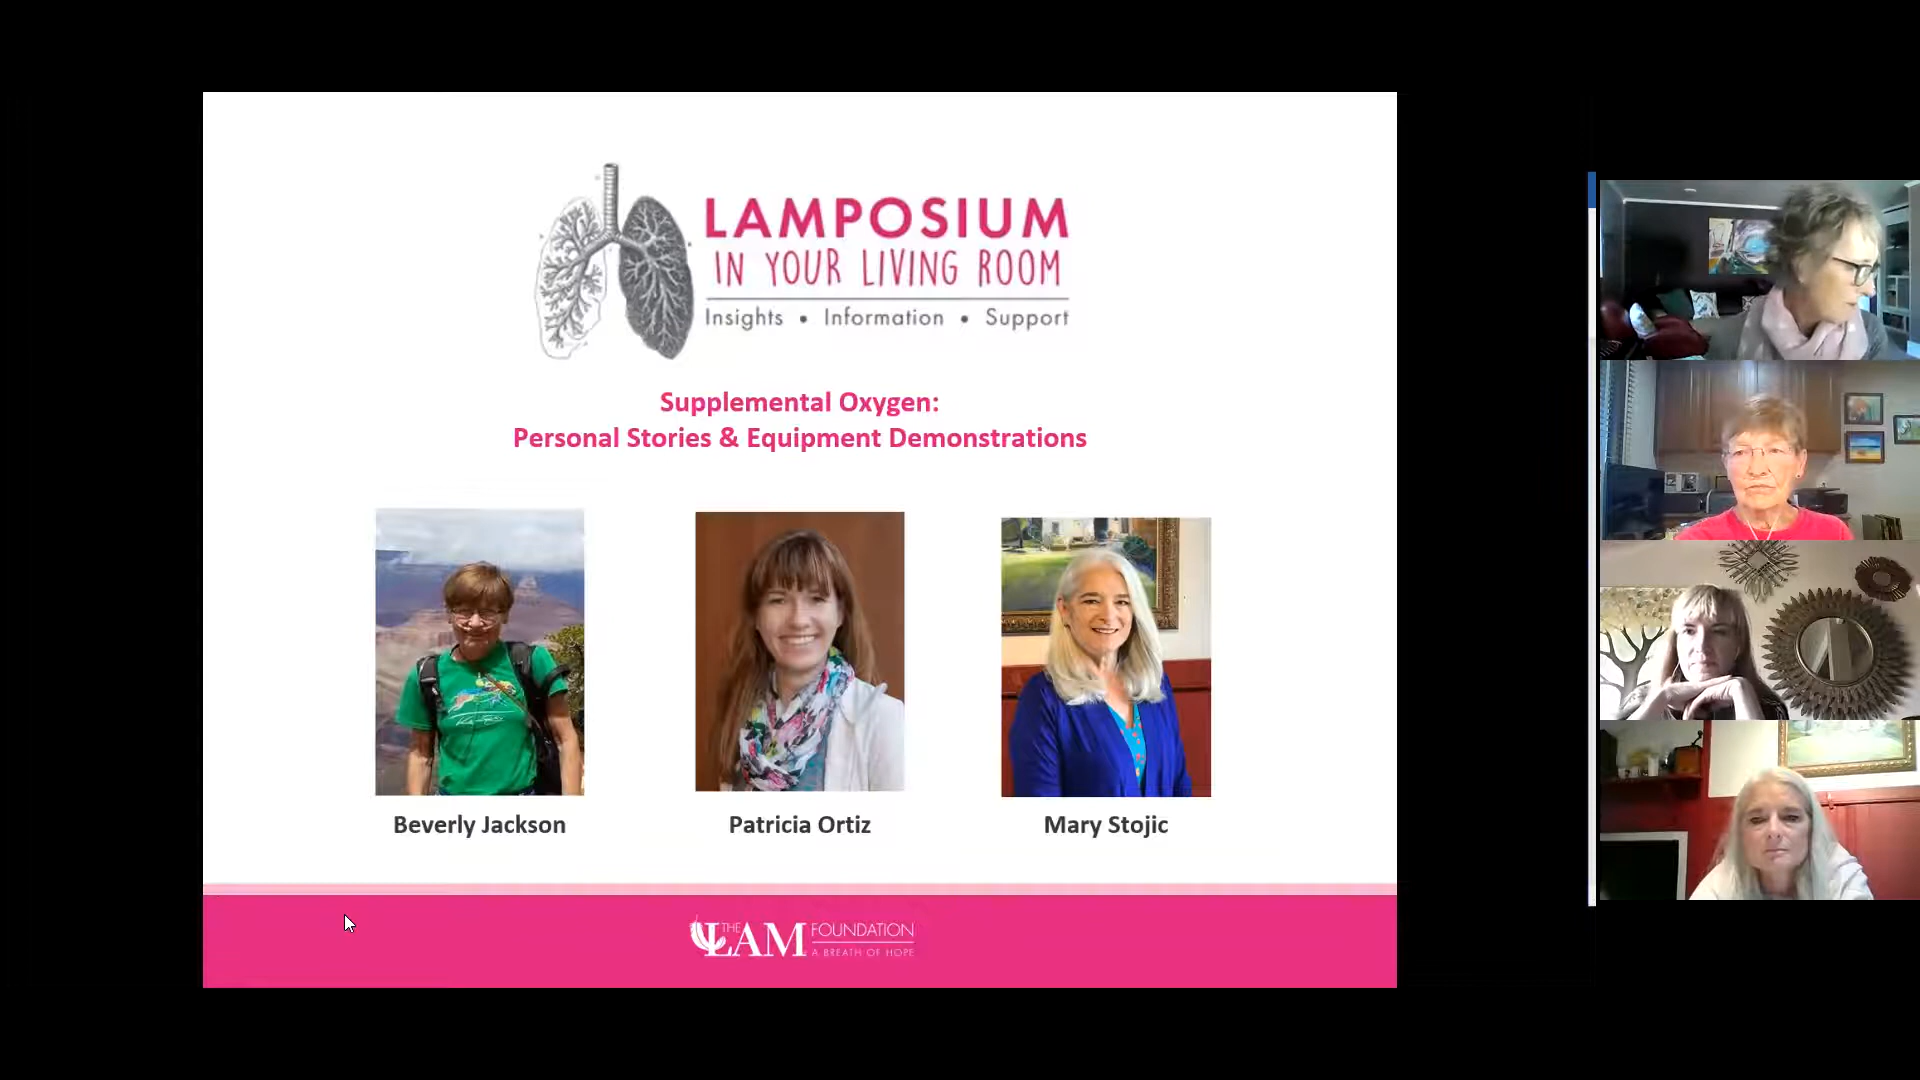 LAMPOSIUM
IN YOUR LIVING ROOM
Insights • Information • Support
Supplemental Oxygen:
Personal Stories & Equipment Demonstrations
Beverly Jackson
Patricia Ortiz
Mary Stojic
THE LAM FOUNDATION
A BREATH OF HOPE